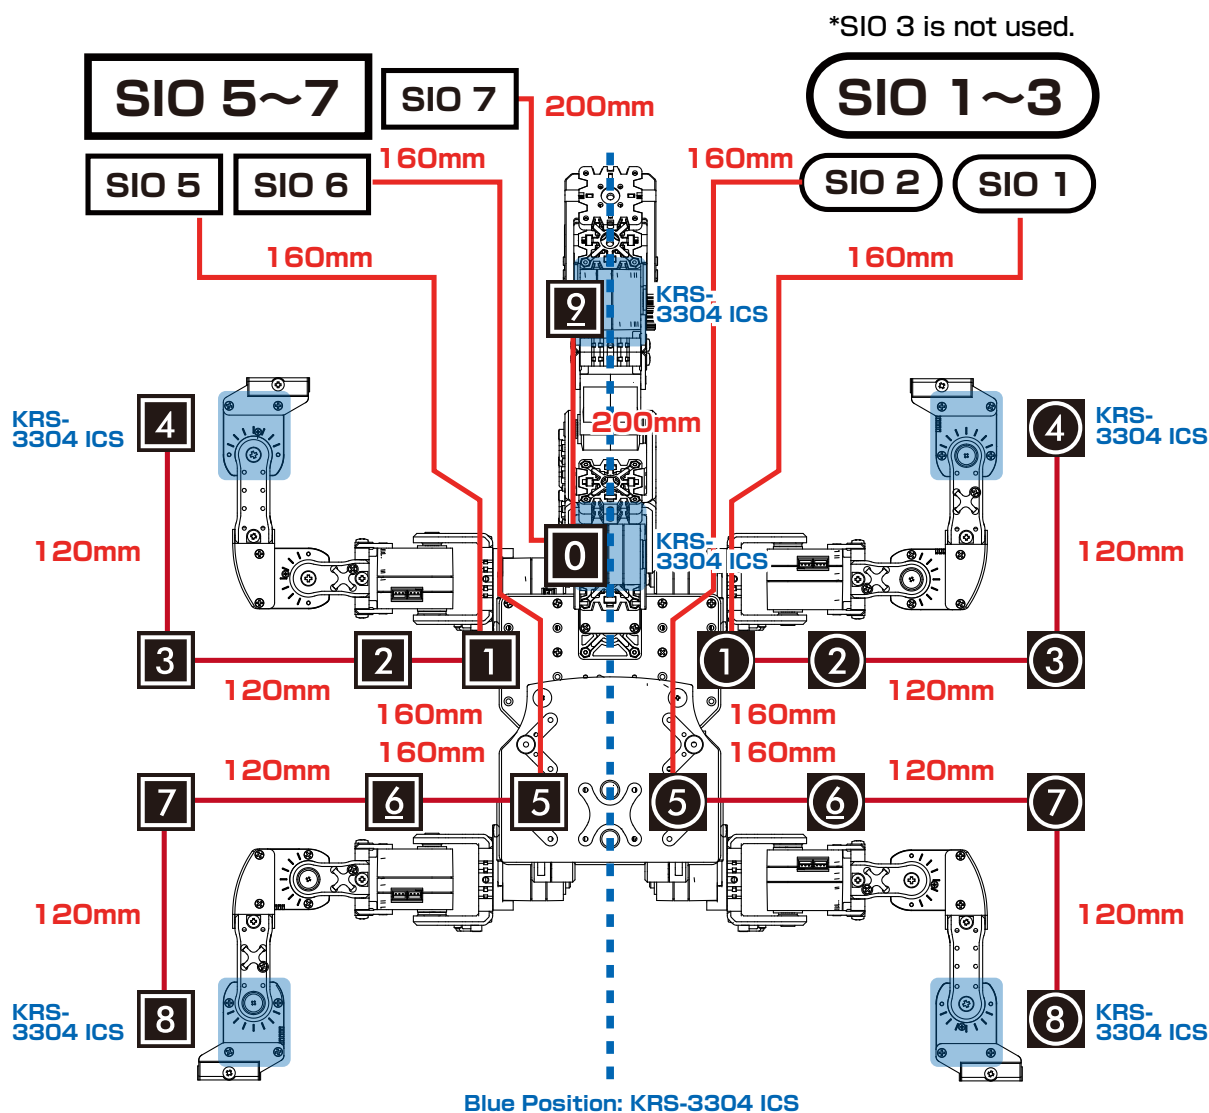 *SIO 3 is not used.
SIO 5~7
SIO 7
200mm
SIO 1~3
SIO 5
SIO 6
160mm
160mm
SIO 2
SIO 1
160mm
160mm
9
KRS-
3304 ICS
KRS-
3304 ICS
4
200mm
4
KRS-
3304 ICS
120mm
0
KRS-
3304 ICS
120mm
3
2
1
1
2
3
120mm
120mm
160mm
160mm
160mm
160mm
120mm
120mm
7
6
5
5
6
7
120mm
120mm
KRS-
3304 ICS
8
8
KRS-
3304 ICS
Blue Position: KRS-3304 ICS